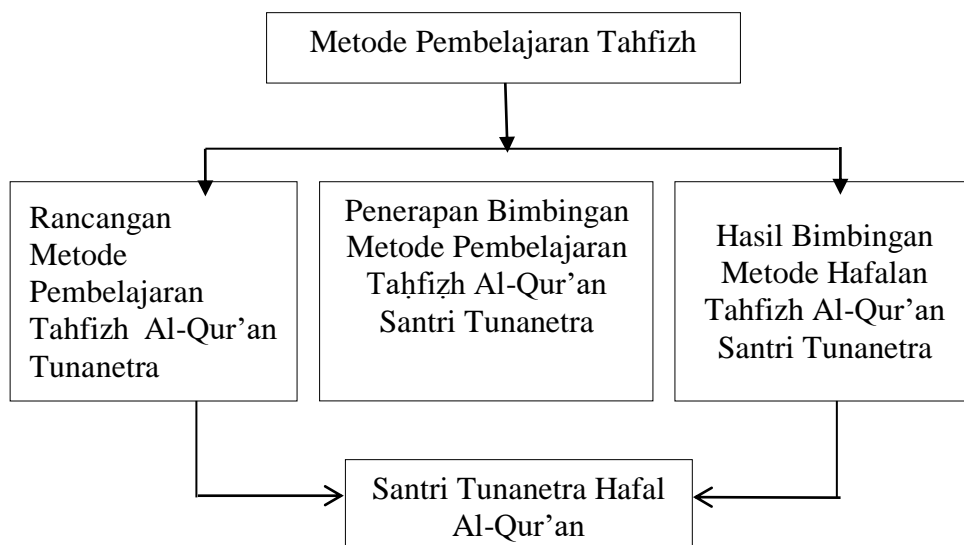 Metode Pembelajaran Tahfizh
Rancangan
Metode
Pembelajaran
Tahfizh Al-Qur’an
Tunanetra
Penerapan Bimbingan
Metode Pembelajaran
Taḥfiẓh Al-Qur’an
Santri Tunanetra
Hasil Bimbingan
Metode Hafalan
Tahfizh Al-Qur’an
Santri Tunanetra
Santri Tunanetra Hafal
Al-Qur’an